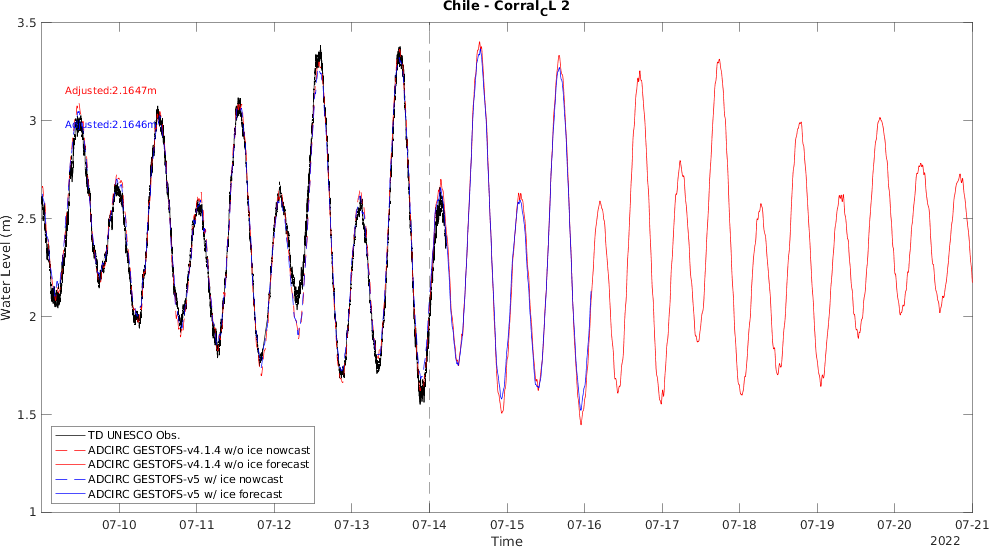 Chile - Corral_CL 2
3.5
3
2.5
2
1.5
1
Water Level (m)
Adjusted:2.1647m
Adjusted:2.1646m
TD UNESCO Obs.
ADCIRC GESTOFS-v4.1.4 w/o ice nowcast
ADCIRC GESTOFS-v4.1.4 w/o ice forecast
ADCIRC GESTOFS-v5 w/ ice nowcast
ADCIRC GESTOFS-v5 w/ ice forecast
07-10 07-11 07-12 07-13 07-14 07-15 07-16 07-17 07-18 07-19 07-20 07-21
Time
2022